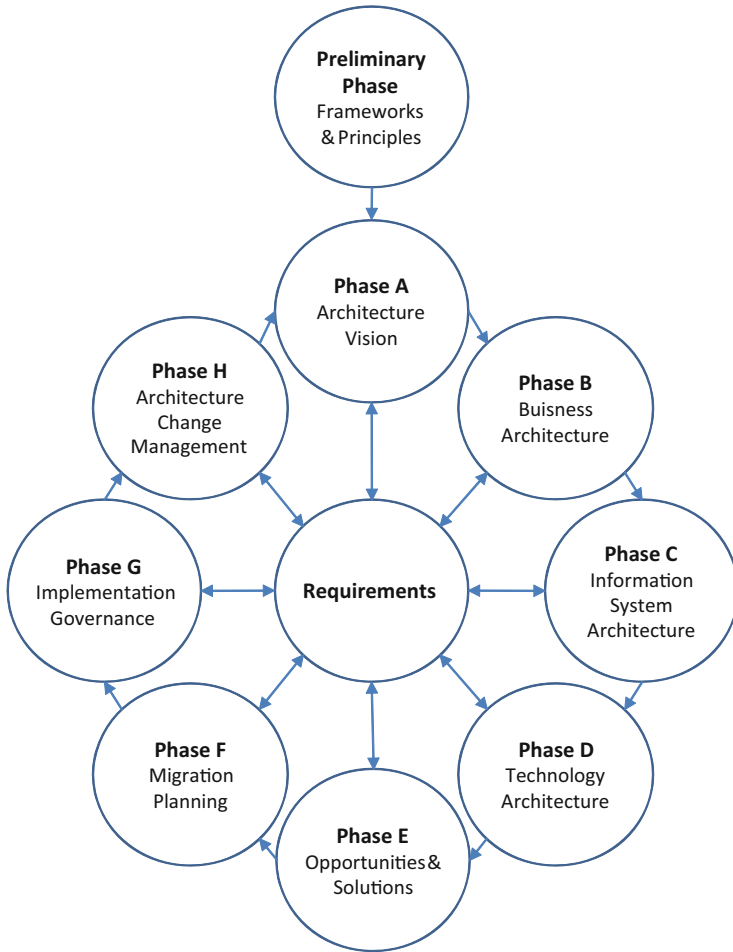 Preliminary
Phase
Frameworks
& Principles
Phase A
Architecture
Vision
Phase B
Buisness
Architecture
Phase C
Information
System
Architecture
Phase D
Technology
Architecture
Phase E
Opportunities&
Solutions
Phase F
Migration
Planning
Phase G
Implementation
Governance
Phase H
Architecture
Change
Management
Requirements